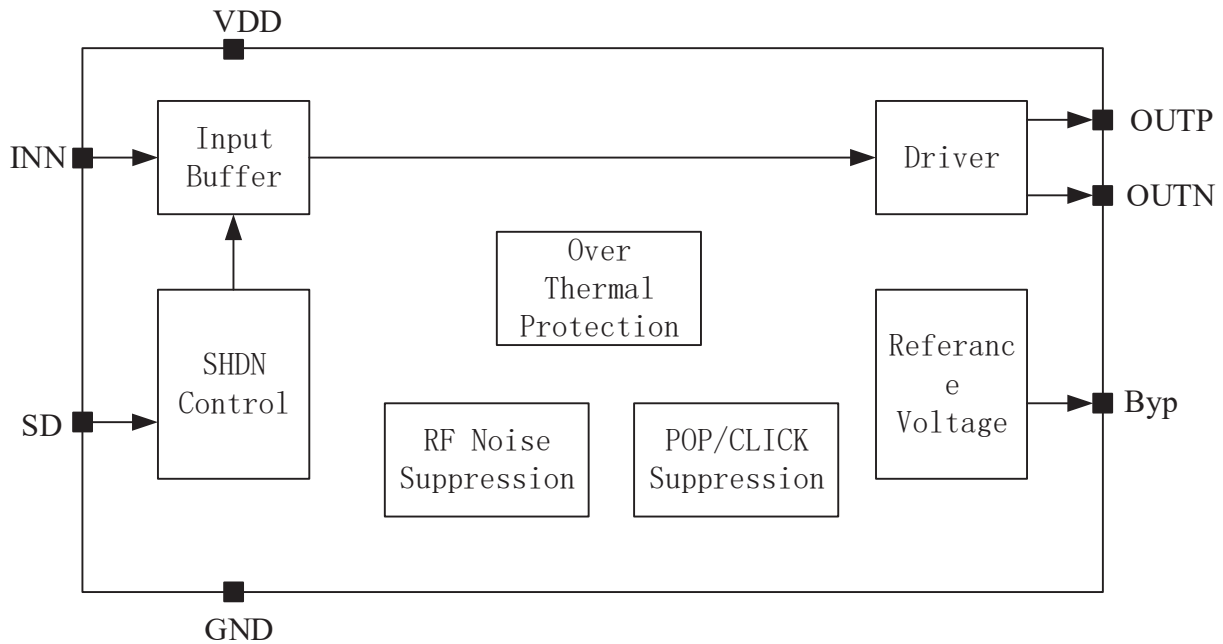 VDD
INN
Input
Buffer
Driver
OUTP
OUTN
Over
Thermal
Protection
SHDN
Control
SD
Referanc
e
Voltage
Byp
RF Noise
Suppression
POP/CLICK
Suppression
GND